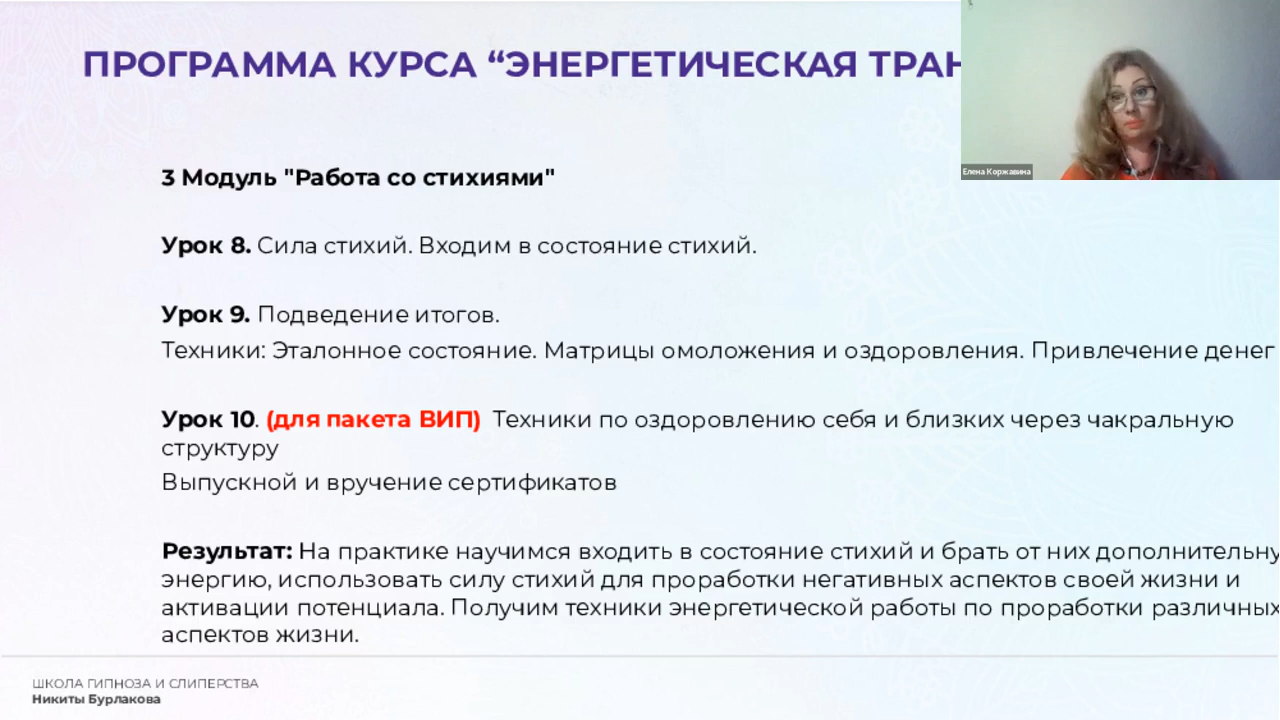 ПРОГРАММА КУРСА “ЭНЕРГЕТИЧЕСКАЯ
Елена Коржавина
3 Модуль "Работа со стихиями"
Урок 8. Сила стихий. Входим в состояние стихий.
Урок 9. Подведение итогов.
Техники: Эталонное состояние. Матрицы омоложения и оздоровления. Привлечение денег
Урок 10. (для пакета ВИП) Техники по оздоровлению себя и близких через чакральную
структуру
Выпускной и вручение сертификатов
Результат: На практике научимся входить в состояние стихий и брать от них
энергию, использовать силу стихий для проработки негативных аспектов своей жизни и
активации потенциала. Получим техники энергетической работы по проработки различных
аспектов жизни.
ШКОЛА ГИПНОЗА И СЛИПЕРСТВА
Никиты Бурлакова